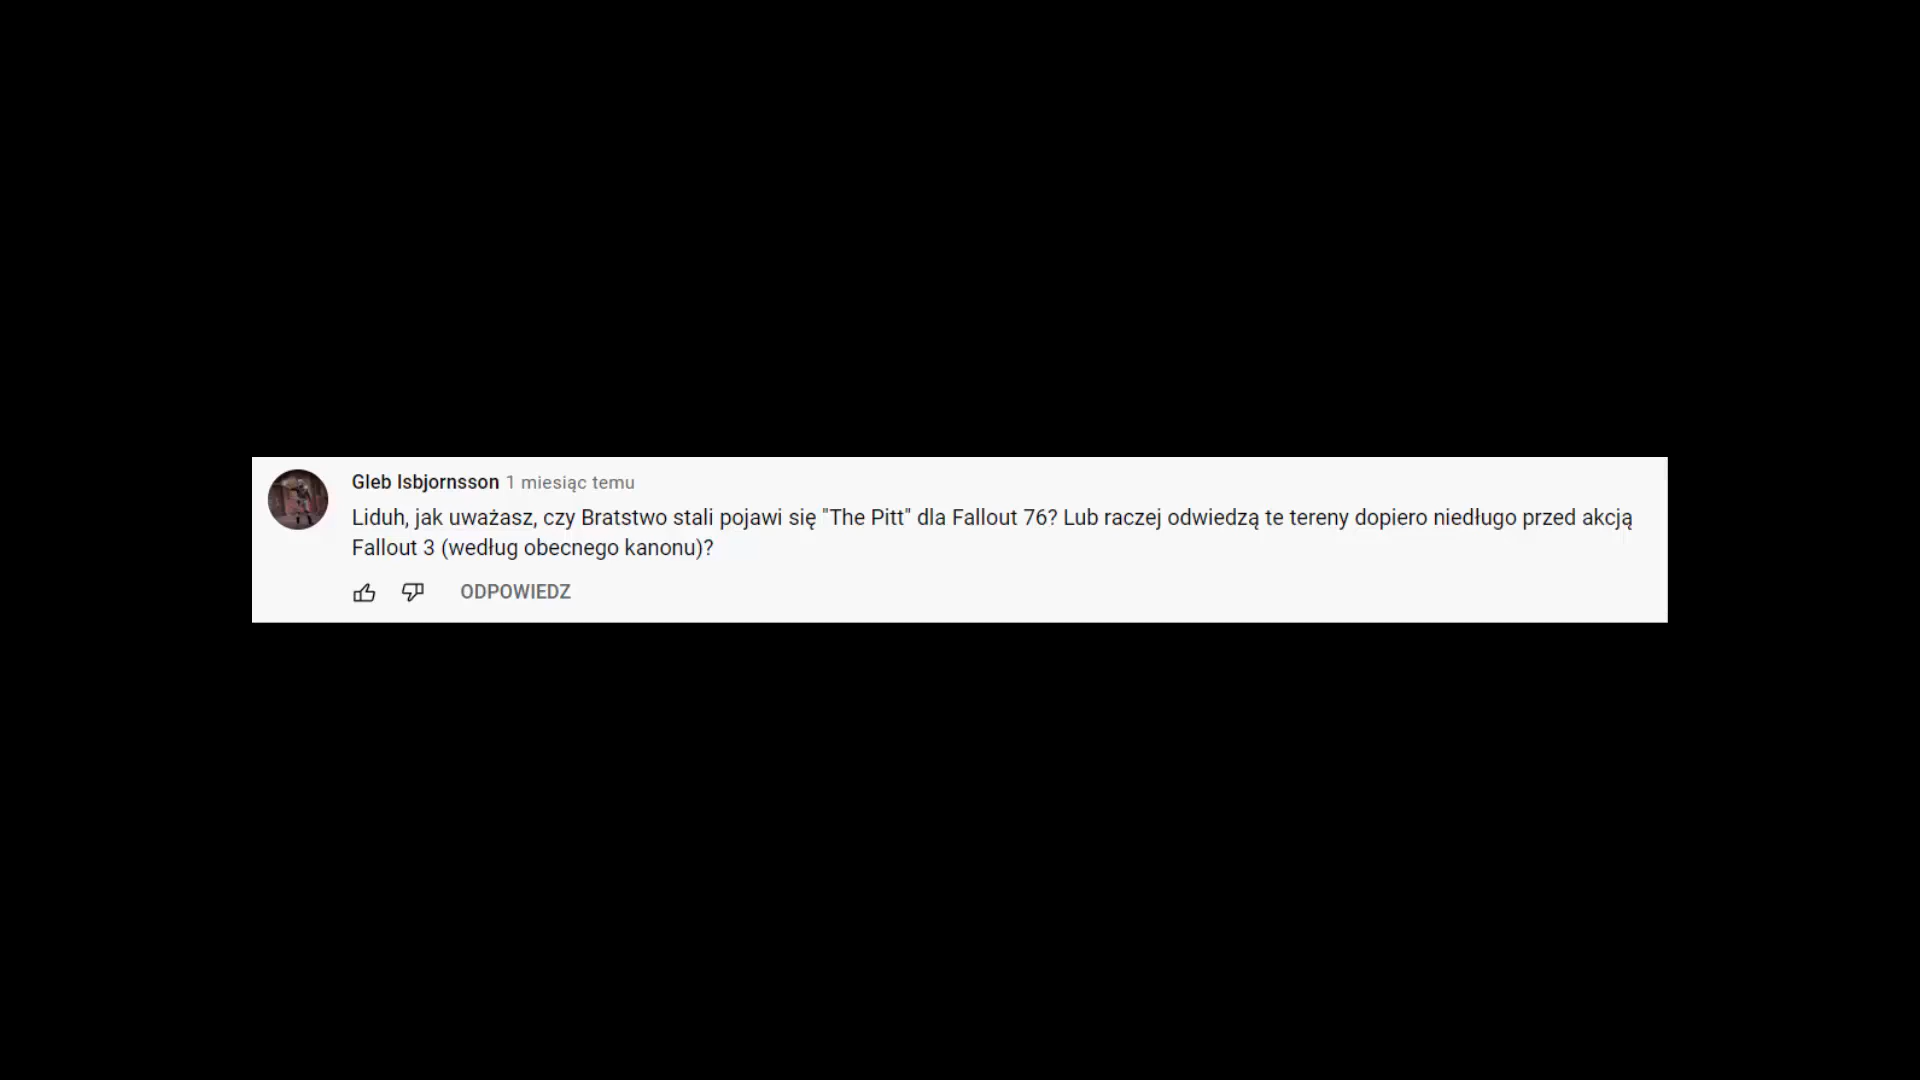 Gleb Isbjornsson 1 miesiąc temu
Liduh, jak uważasz, czy Bratstwo stali pojawi się "The Pitt" dla Fallout 76? Lub raczej odwiedzą te tereny dopiero niedługo przed akcją
Fallout 3 (według obecnego kanonu)?
ODPOWIEDZ